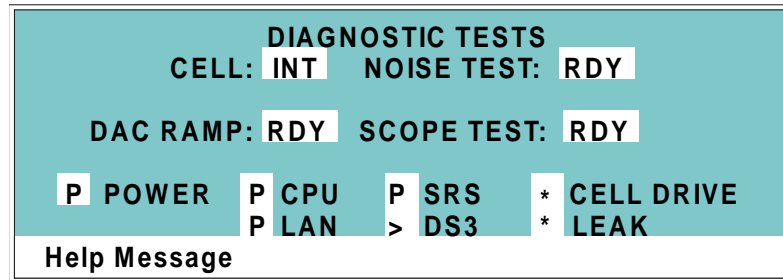 DIAGNOSTIC TESTS
CELL: INT NOISE TEST: RDY
DAC RAMP: RDY SCOPE TEST: RDY
P POWER P CPU P SRS * CELL DRIVE
P LAN > DS3 * LEAK
Help Message